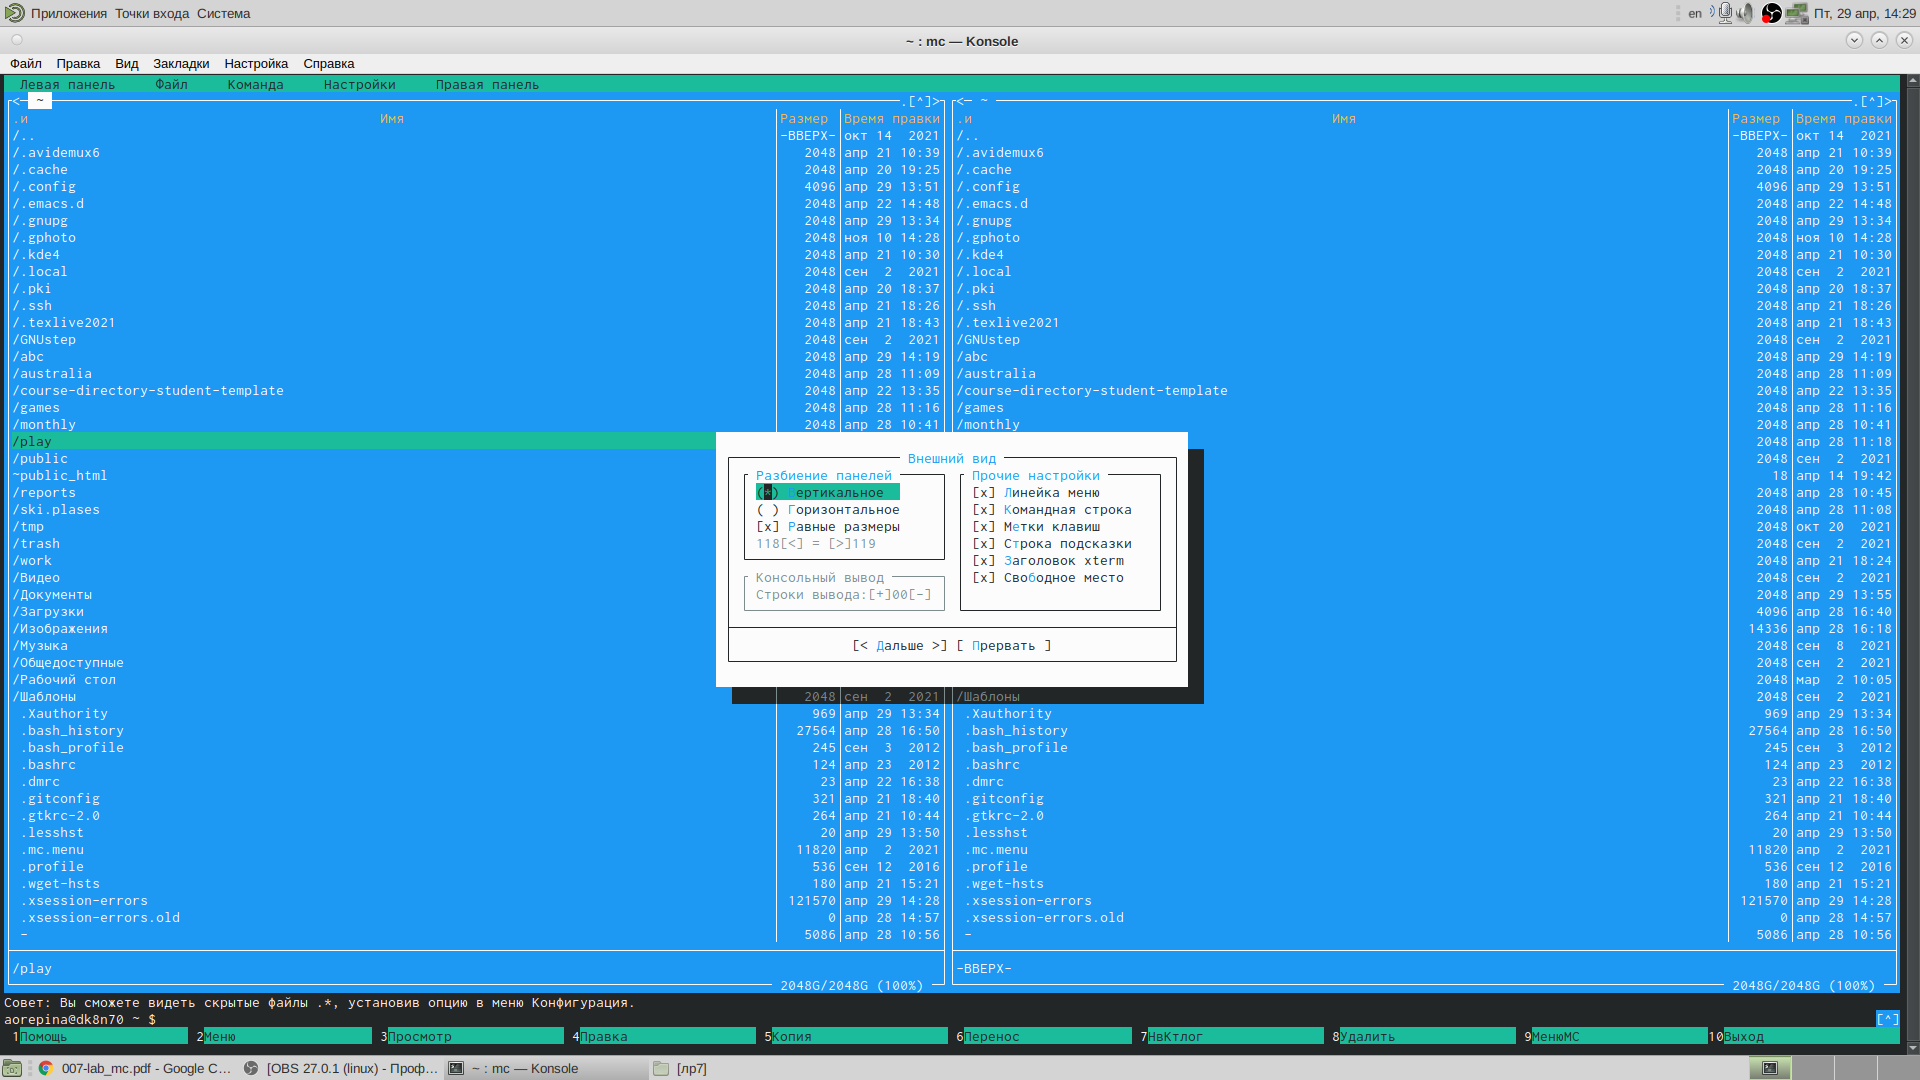 Приложения Точки входа Система en Пт, 29 апр, 14:29
~ : mc — Konsole
Файл Правка Вид Закладки Настройка Справка
Левая панель Файл Команда Настройки Правая панель
<─ ~ .[^]> <─ ~ .[^]>
.и Имя Размер Время правки .и Имя Размер Время правки
/.. -ВВЕРХ- окт 14 2021 /.. -ВВЕРХ- окт 14 2021
/.avidemux6 2048 апр 21 10:39 /.avidemux6 2048 апр 21 10:39
/.cache 2048 апр 20 19:25 /.cache 2048 апр 20 19:25
/.config 4096 апр 29 13:51 /.config 4096 апр 29 13:51
/.emacs.d 2048 апр 22 14:48 /.emacs.d 2048 апр 22 14:48
/.gnupg 2048 апр 29 13:34 /.gnupg 2048 апр 29 13:34
/.gphoto 2048 ноя 10 14:28 /.gphoto 2048 ноя 10 14:28
/.kde4 2048 апр 21 10:30 /.kde4 2048 апр 21 10:30
/.local 2048 сен 2 2021 /.local 2048 сен 2 2021
/.pki 2048 апр 20 18:37 /.pki 2048 апр 20 18:37
/.ssh 2048 апр 21 18:26 /.ssh 2048 апр 21 18:26
/.texlive2021 2048 апр 21 18:43 /.texlive2021 2048 апр 21 18:43
/GNUstep 2048 сен 2 2021 /GNUstep 2048 сен 2 2021
/abc 2048 апр 29 14:19 /abc 2048 апр 29 14:19
/australia 2048 апр 28 11:09 /australia 2048 апр 28 11:09
/course-directory-student-template 2048 апр 22 13:35 /course-directory-student-template 2048 апр 22 13:35
/games 2048 апр 28 11:16 /games 2048 апр 28 11:16
/monthly 2048 апр 28 10:41 /monthly 2048 апр 28 10:41
/play 2048 апр 28 11:18
/public Внешний вид 2048 сен 2 2021
~public_html Разбиение панелей Прочие настройки 18 апр 14 19:42
/reports (*) Вертикальное [x] Линейка меню 2048 апр 28 10:45
/ski.plases ( ) Горизонтальное [x] Командная строка 2048 апр 28 11:08
/tmp [x] Равные размеры [x] Метки клавиш 2048 окт 20 2021
/trash 118[<] = [>]119 [x] Строка подсказки 2048 сен 2 2021
/work [x] Заголовок xterm 2048 апр 21 18:24
/Видео Консольный вывод [x] Свободное место 2048 сен 2 2021
/Документы Строки вывода:[+]00[-] 2048 апр 29 13:55
/Загрузки 4096 апр 28 16:40
/Изображения 14336 апр 28 16:18
/Музыка [< Дальше >] [ Прервать ] 2048 сен 8 2021
/Общедоступные 2048 сен 2 2021
/Рабочий стол 2048 мар 2 10:05
/Шаблоны 2048 сен 2 2021 /Шаблоны 2048 сен 2 2021
.Xauthority 969 апр 29 13:34 .Xauthority 969 апр 29 13:34
.bash_history 27564 апр 28 16:50 .bash_history 27564 апр 28 16:50
.bash_profile 245 сен 3 2012 .bash_profile 245 сен 3 2012
.bashrc 124 апр 23 2012 .bashrc 124 апр 23 2012
.dmrc 23 апр 22 16:38 .dmrc 23 апр 22 16:38
.gitconfig 321 апр 21 18:40 .gitconfig 321 апр 21 18:40
.gtkrc-2.0 264 апр 21 10:44 .gtkrc-2.0 264 апр 21 10:44
.lesshst 20 апр 29 13:50 .lesshst 20 апр 29 13:50
.mc.menu 11820 апр 2 2021 .mc.menu 11820 апр 2 2021
.profile 536 сен 12 2016 .profile 536 сен 12 2016
.wget-hsts 180 апр 21 15:21 .wget-hsts 180 апр 21 15:21
.xsession-errors 121570 апр 29 14:28 .xsession-errors 121570 апр 29 14:28
.xsession-errors.old 0 апр 28 14:57 .xsession-errors.old 0 апр 28 14:57
- 5086 апр 28 10:56 - 5086 апр 28 10:56
/play -ВВЕРХ-
2048G/2048G (100%) 2048G/2048G (100%)
Совет: Вы сможете видеть скрытые файлы .*, установив опцию в меню Конфигурация.
aorepina@dk8n70 ~ $ [^]
1Помощь 2Меню 3Просмотр 4Правка 5Копия 6Перенос 7НвКтлог 8Удалить 9МенюMC 10Выход
007-lab_mc.pdf - Google C... [OBS 27.0.1 (linux) - Проф... ~ : mc — Konsole [лр7]